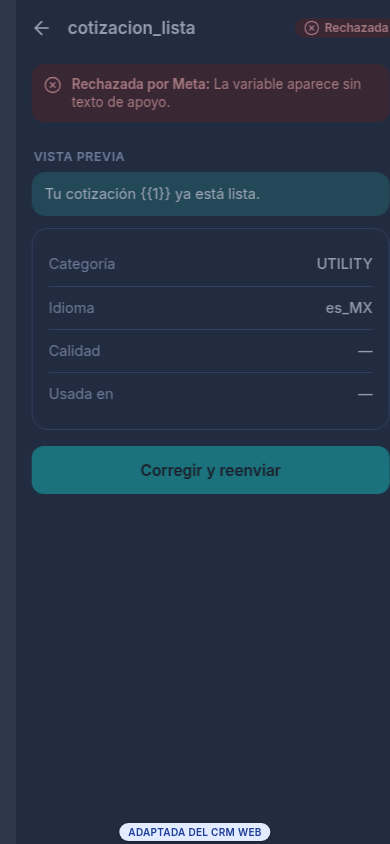 cotizacion_lista
Rechazada
Rechazada por Meta: La variable aparece sin
texto de apoyo.
VISTA PREVIA
Tu cotización {{1}} ya está lista.
Categoría UTILITY
Idioma es_MX
Calidad —
Usada en —
Corregir y reenviar
ADAPTADA DEL CRM WEB